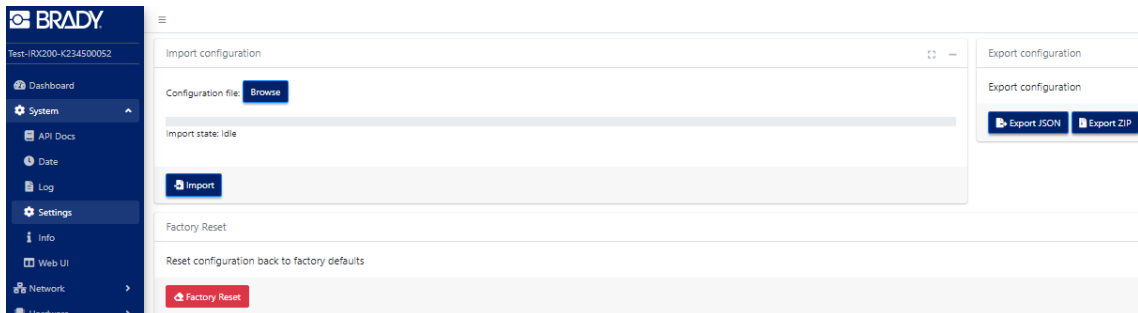 BRADY
Test-IRX200-K234500052
Dashboard
System
API Docs
Date
Log
Settings
Info
Web UI
Network
Hardware
Import configuration
Configuration file: Browse
Import state: Idle
Import
Export configuration
Export configuration
Export JSON Export ZIP
Factory Reset
Reset configuration back to factory defaults
Factory Reset